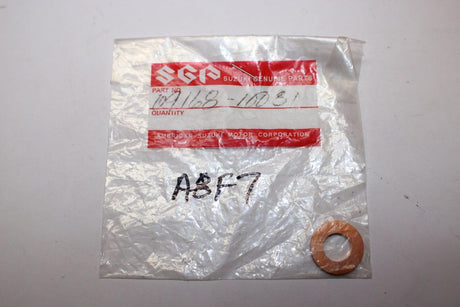 SGP
SUZUKI GENUINE PARTS
PART NO.
09168-10031
QUANTITY
AMERICAN SUZUKI MOTOR CORPORATION
A8F7